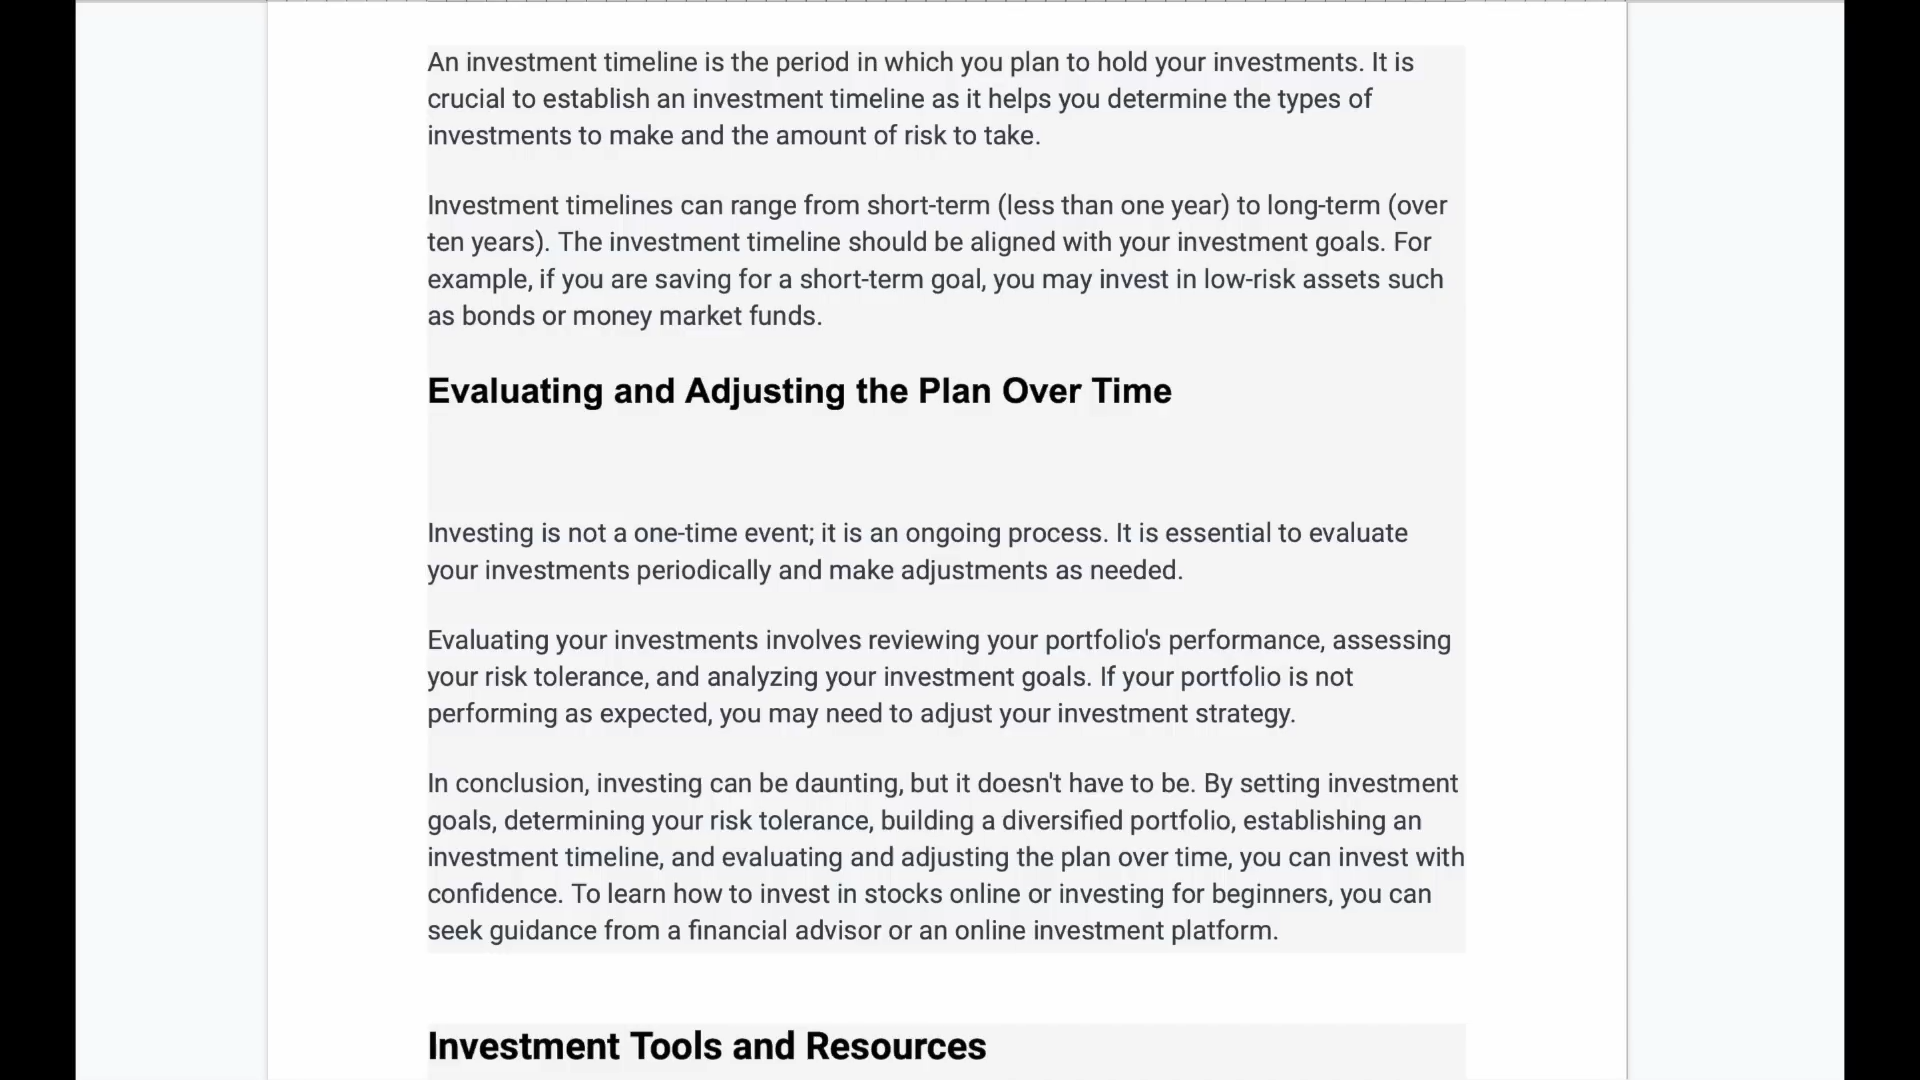 An investment timeline is the period in which you plan to hold your investments. It is
crucial to establish an investment timeline as it helps you determine the types of
investments to make and the amount of risk to take.
Investment timelines can range from short-term (less than one year) to long-term (over
ten years). The investment timeline should be aligned with your investment goals. For
example, if you are saving for a short-term goal, you may invest in low-risk assets such
as bonds or money market funds.
Evaluating and Adjusting the Plan Over Time
Investing is not a one-time event; it is an ongoing process. It is essential to evaluate
your investments periodically and make adjustments as needed.
Evaluating your investments involves reviewing your portfolio's performance, assessing
your risk tolerance, and analyzing your investment goals. If your portfolio is not
performing as expected, you may need to adjust your investment strategy.
In conclusion, investing can be daunting, but it doesn't have to be. By setting investment
goals, determining your risk tolerance, building a diversified portfolio, establishing an
investment timeline, and evaluating and adjusting the plan over time, you can invest with
confidence. To learn how to invest in stocks online or investing for beginners, you can
seek guidance from a financial advisor or an online investment platform.
Investment Tools and Resources